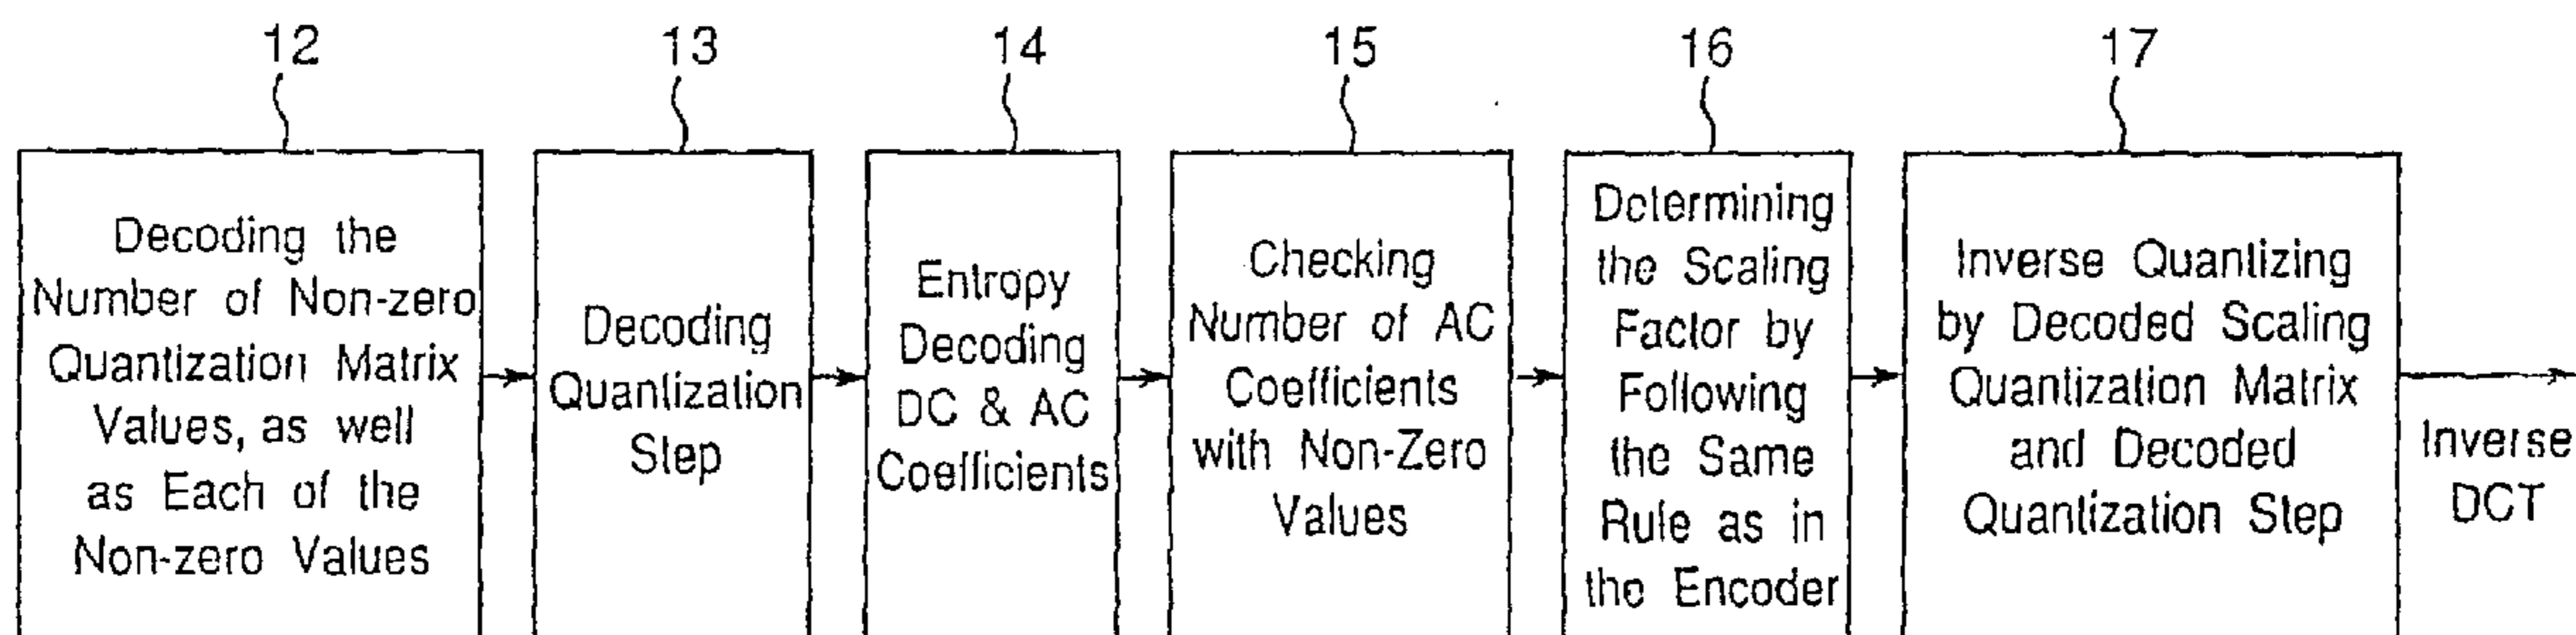 12
13
14
15
16
17
Decoding the
Number of Non-zero
Quantization Matrix
Values, as well
as Each of the
Non-zero Values
Decoding
Quantization
Step
Entropy
Decoding
DC & AC
Coefficients
Checking
Number of AC
Coefficients
with Non-Zero
Values
Determining
the Scaling
Factor by
Following
the Same
Rule as in
the Encoder
Inverse Quantizing
by Decoded Scaling
Quantization Matrix
and Decoded
Quantization Step
Inverse
DCT